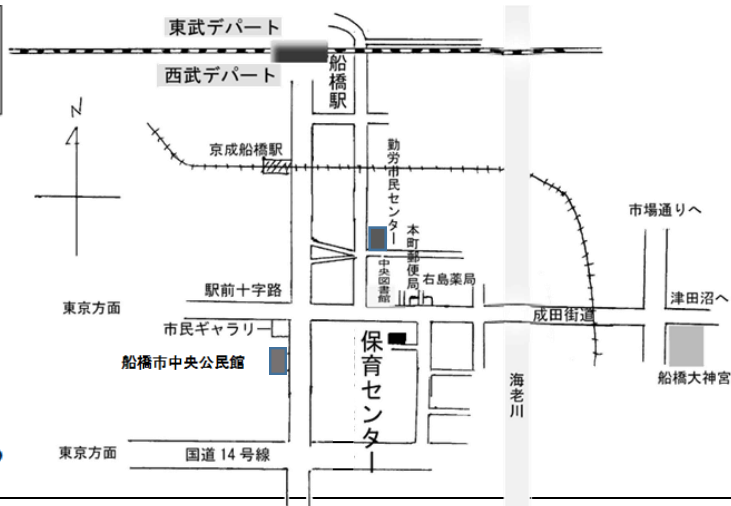 東武デパート
西武デパート
船橋駅
N
京成船橋駅
勤労市民センター
市場通りへ
本町郵便局
中央図書館
右島薬局
駅前十字路
東京方面
津田沼へ
成田街道
市民ギャラリー
保育センター
船橋市中央公民館
船橋大神宮
海老川
東京方面
国道14号線